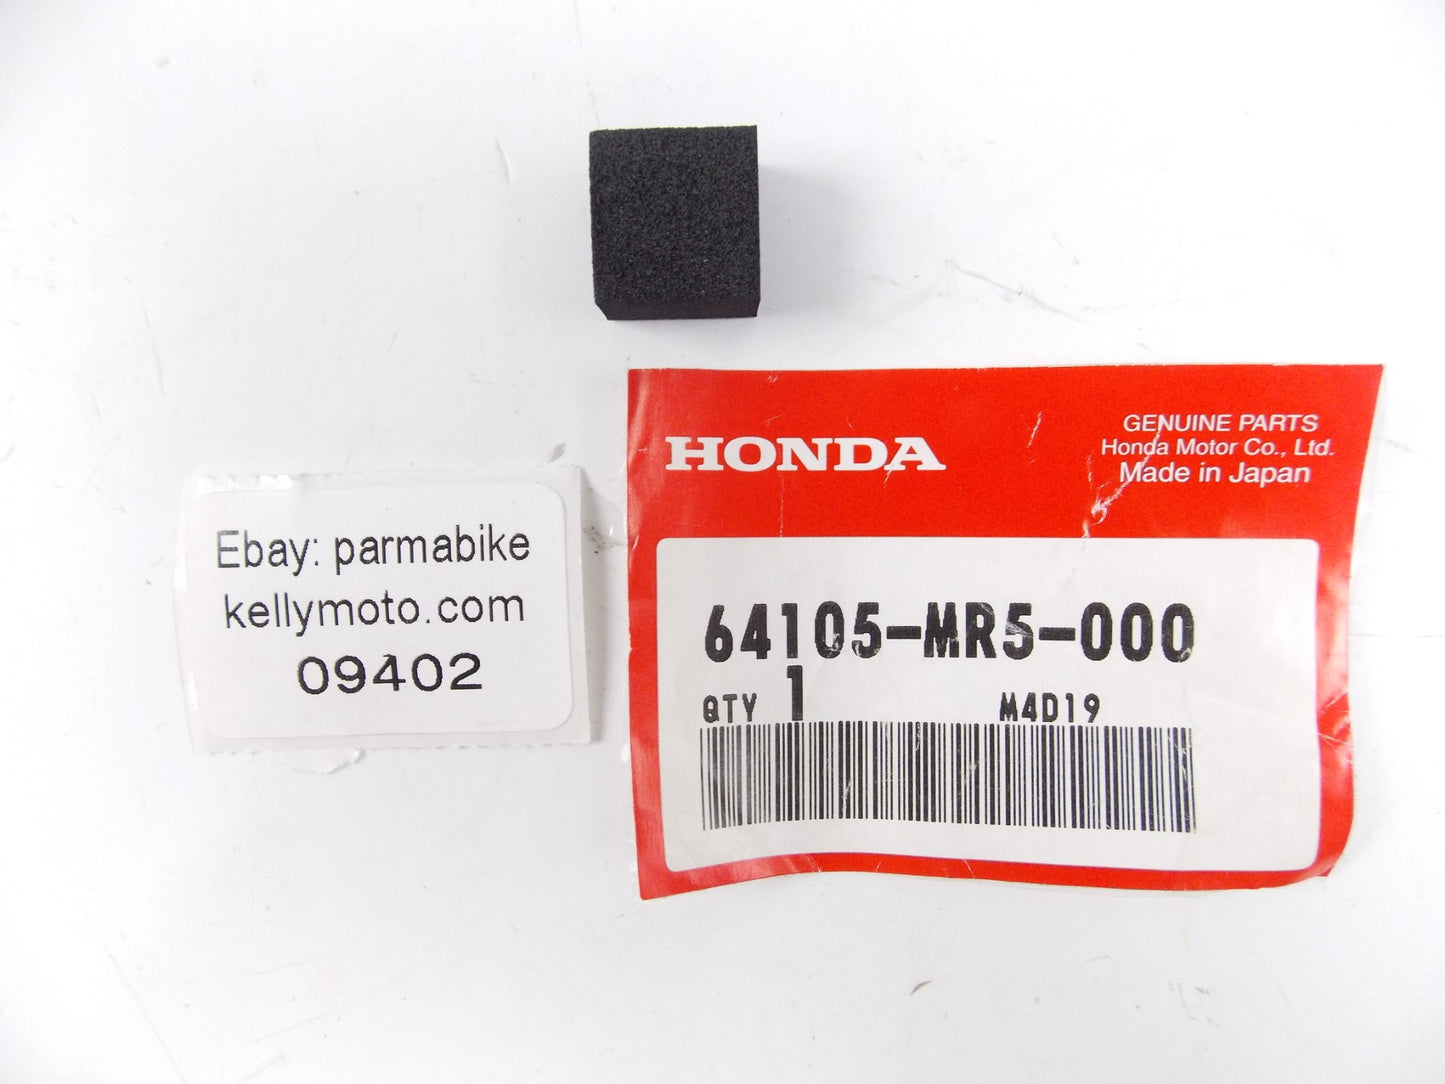 HONDA
GENUINE PARTS
Honda Motor Co., Ltd.
Made in Japan
64105-MR5-000
QTY 1 M4D19
Ebay: parmabike
kellymoto.com
09402